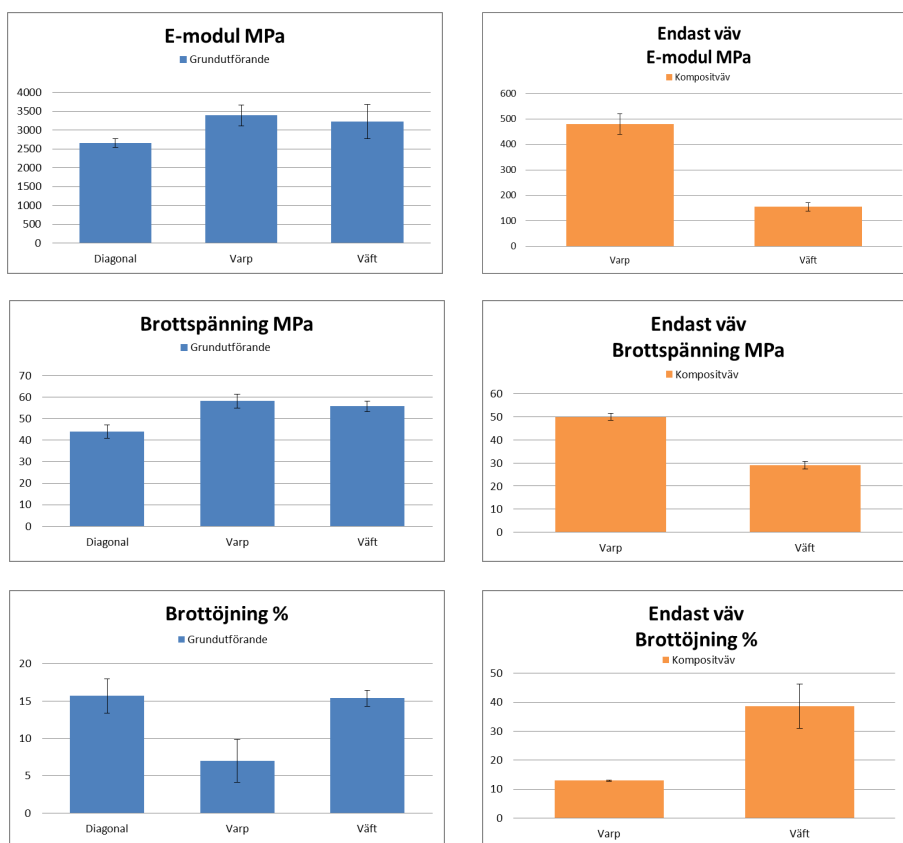 E-modul MPa
Grundutförande
4000
3500
3000
2500
2000
1500
1000
500
0
Diagonal Varp Väft
Endast väv
E-modul MPa
Kompositväv
600
500
400
300
200
100
0
Varp Väft
Brottspänning MPa
Grundutförande
70
60
50
40
30
20
10
0
Diagonal Varp Väft
Endast väv
Brottspänning MPa
Kompositväv
60
50
40
30
20
10
0
Varp Väft
Brottöjning %
Grundutförande
20
15
10
5
0
Diagonal Varp Väft
Endast väv
Brottöjning %
Kompositväv
50
40
30
20
10
0
Varp Väft